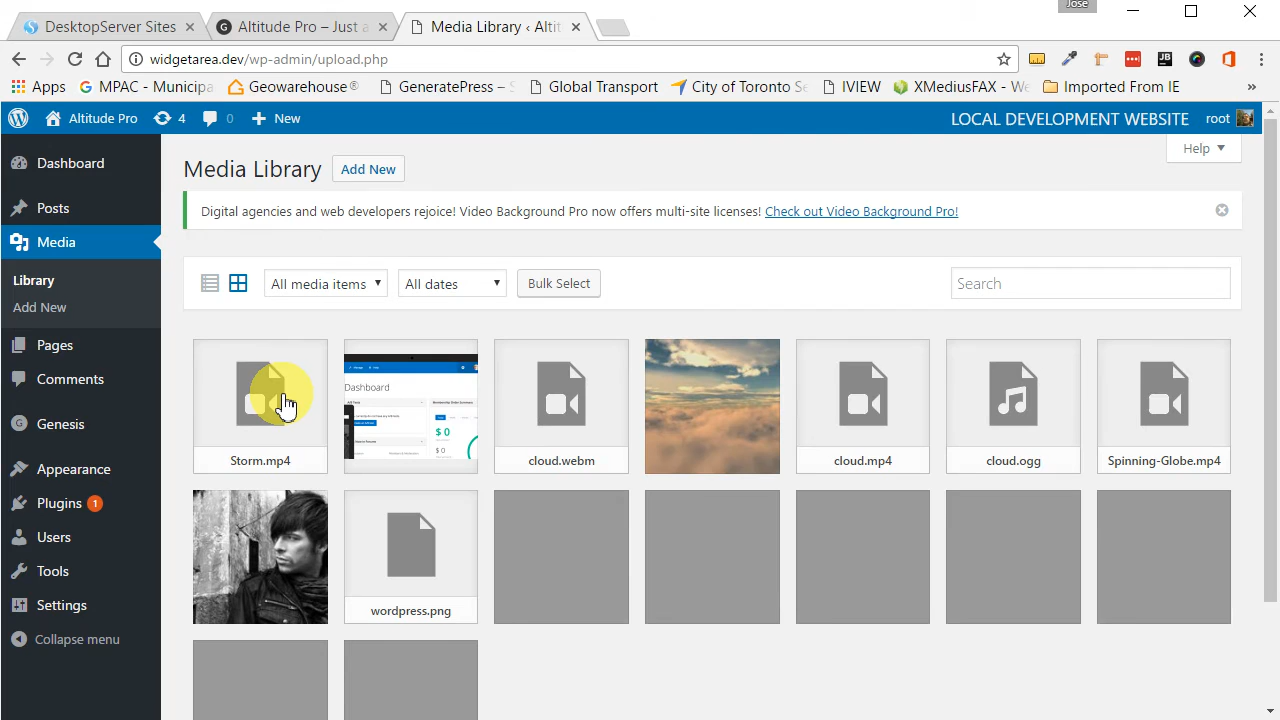 Jose
DesktopServer Sites
Altitude Pro – Just a
Media Library ‹ Altit
widgetarea.dev/wp-admin/upload.php
Apps
MPAC - Municipa
Geowarehouse®
GeneratePress –
Global Transport
City of Toronto Se
IVIEW
XMediusFAX - We
Imported From IE
»
Altitude Pro
4
0
New
LOCAL DEVELOPMENT WEBSITE
root
Dashboard
Posts
Media
Library
Add New
Pages
Comments
Genesis
Appearance
Plugins 1
Users
Tools
Settings
Collapse menu
Help
Media Library
Add New
Digital agencies and web developers rejoice! Video Background Pro now offers multi-site licenses! Check out Video Background Pro!
All media items
All dates
Bulk Select
Search
Storm.mp4
Dashboard
$ 0
$ 0
cloud.webm
cloud.mp4
cloud.ogg
Spinning-Globe.mp4
wordpress.png